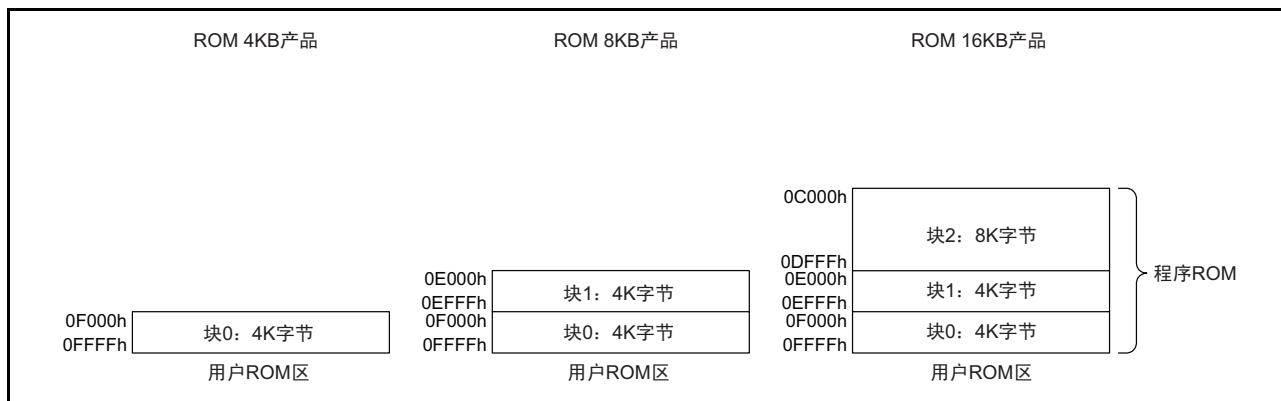 ROM 4KB产品
ROM 8KB产品
ROM 16KB产品
0C000h
块2：8K字节
0DFFFh
程序ROM
0E000h
块1：4K字节
0EFFFh
0E000h
块1：4K字节
0EFFFh
0F000h
块0：4K字节
0FFFFh
0F000h
块0：4K字节
0FFFFh
0F000h
块0：4K字节
0FFFFh
用户ROM区
用户ROM区
用户ROM区